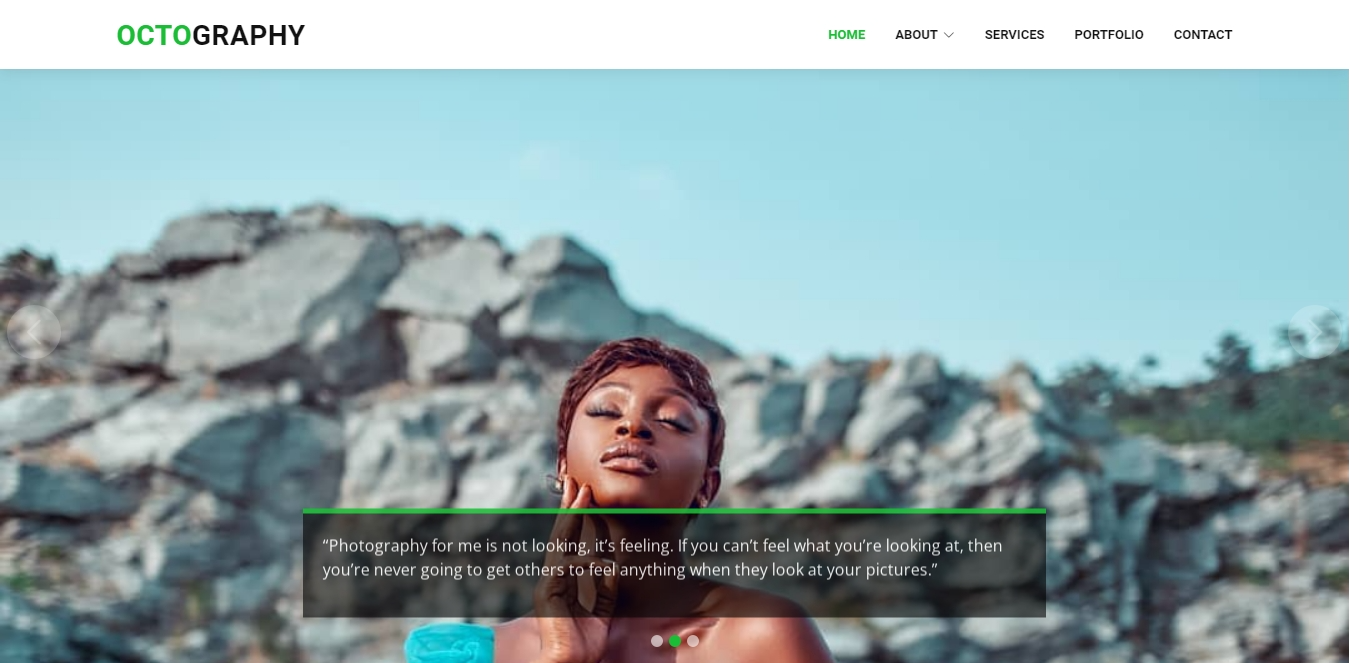 OCTOGRAPHY
HOME ABOUT SERVICES PORTFOLIO CONTACT
“Photography for me is not looking, it’s feeling. If you can’t feel what you’re looking at, then
you’re never going to get others to feel anything when they look at your pictures.”